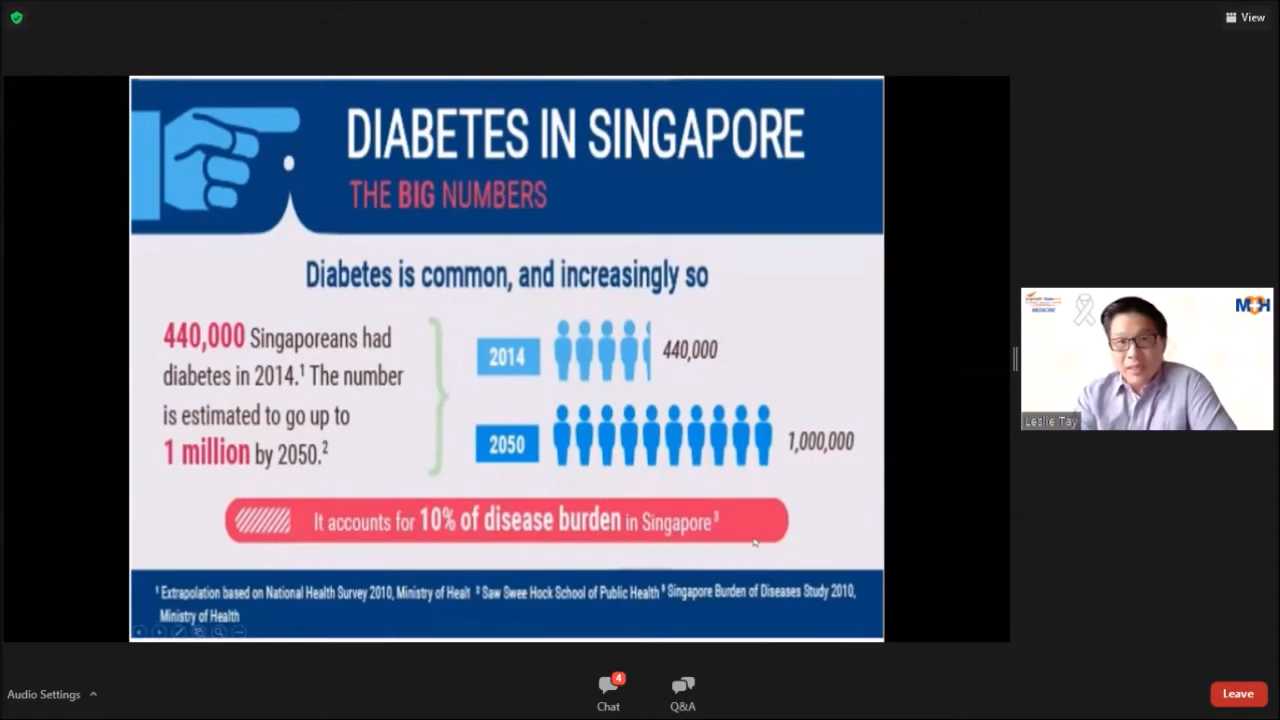 View
DIABETES IN SINGAPORE
THE BIG NUMBERS
Diabetes is common, and increasingly so
440,000 Singaporeans had
diabetes in 2014.¹ The number
is estimated to go up to
1 million by 2050.²
2014
440,000
2050
1,000,000
It accounts for 10% of disease burden in Singapore³
¹ Extrapolation based on National Health Survey 2010, Ministry of Healt ² Saw Swee Hock School of Public Health ³ Singapore Burden of Diseases Study 2010,
Ministry of Health
MEDICINE
M+H
Leslie Tay
Audio Settings
4
Chat
Q&A
Leave